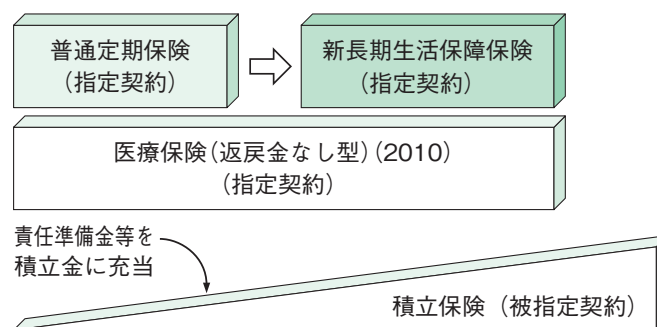 普通定期保険
（指定契約）
新長期生活保障保険
（指定契約）
医療保険（返戻金なし型）（2010）
（指定契約）
責任準備金等を
積立金に充当
積立保険（被指定契約）